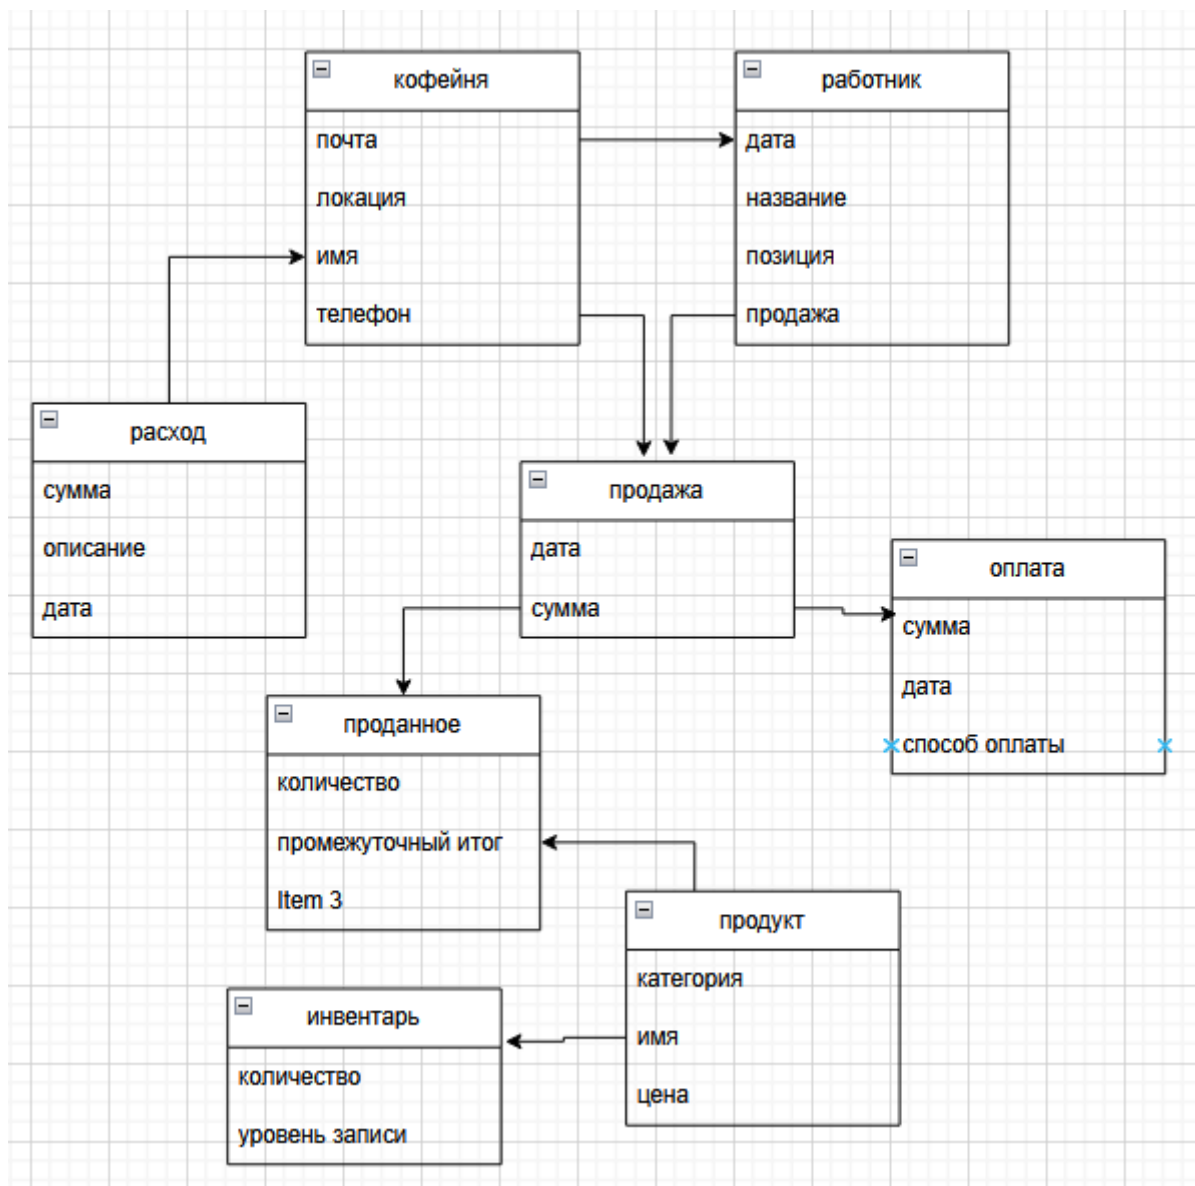 кофейня
почта
локация
имя
телефон
работник
дата
название
позиция
продажа
расход
сумма
описание
дата
продажа
дата
сумма
оплата
сумма
дата
способ оплаты
проданное
количество
промежуточный итог
Item 3
продукт
категория
имя
цена
инвентарь
количество
уровень записи